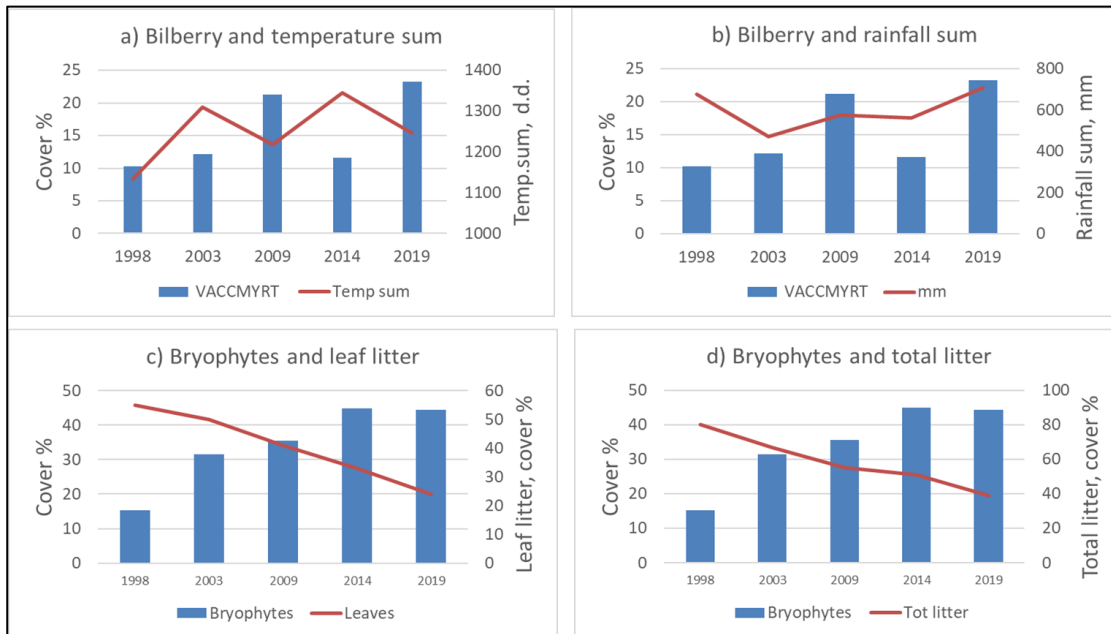 a) Bilberry and temperature sum
25
20
15
10
5
0
Cover %
1400
1300
1200
1100
1000
Temp.sum, d.d.
1998 2003 2009 2014 2019
VACCMYRT Temp sum
b) Bilberry and rainfall sum
25
20
15
10
5
0
Cover %
800
600
400
200
0
Rainfall sum, mm
1998 2003 2009 2014 2019
VACCMYRT mm
c) Bryophytes and leaf litter
50
40
30
20
10
0
Cover %
60
50
40
30
20
10
0
Leaf litter, cover %
1998 2003 2009 2014 2019
Bryophytes Leaves
d) Bryophytes and total litter
50
40
30
20
10
0
Cover %
100
80
60
40
20
0
Total litter, cover %
1998 2003 2009 2014 2019
Bryophytes Tot litter